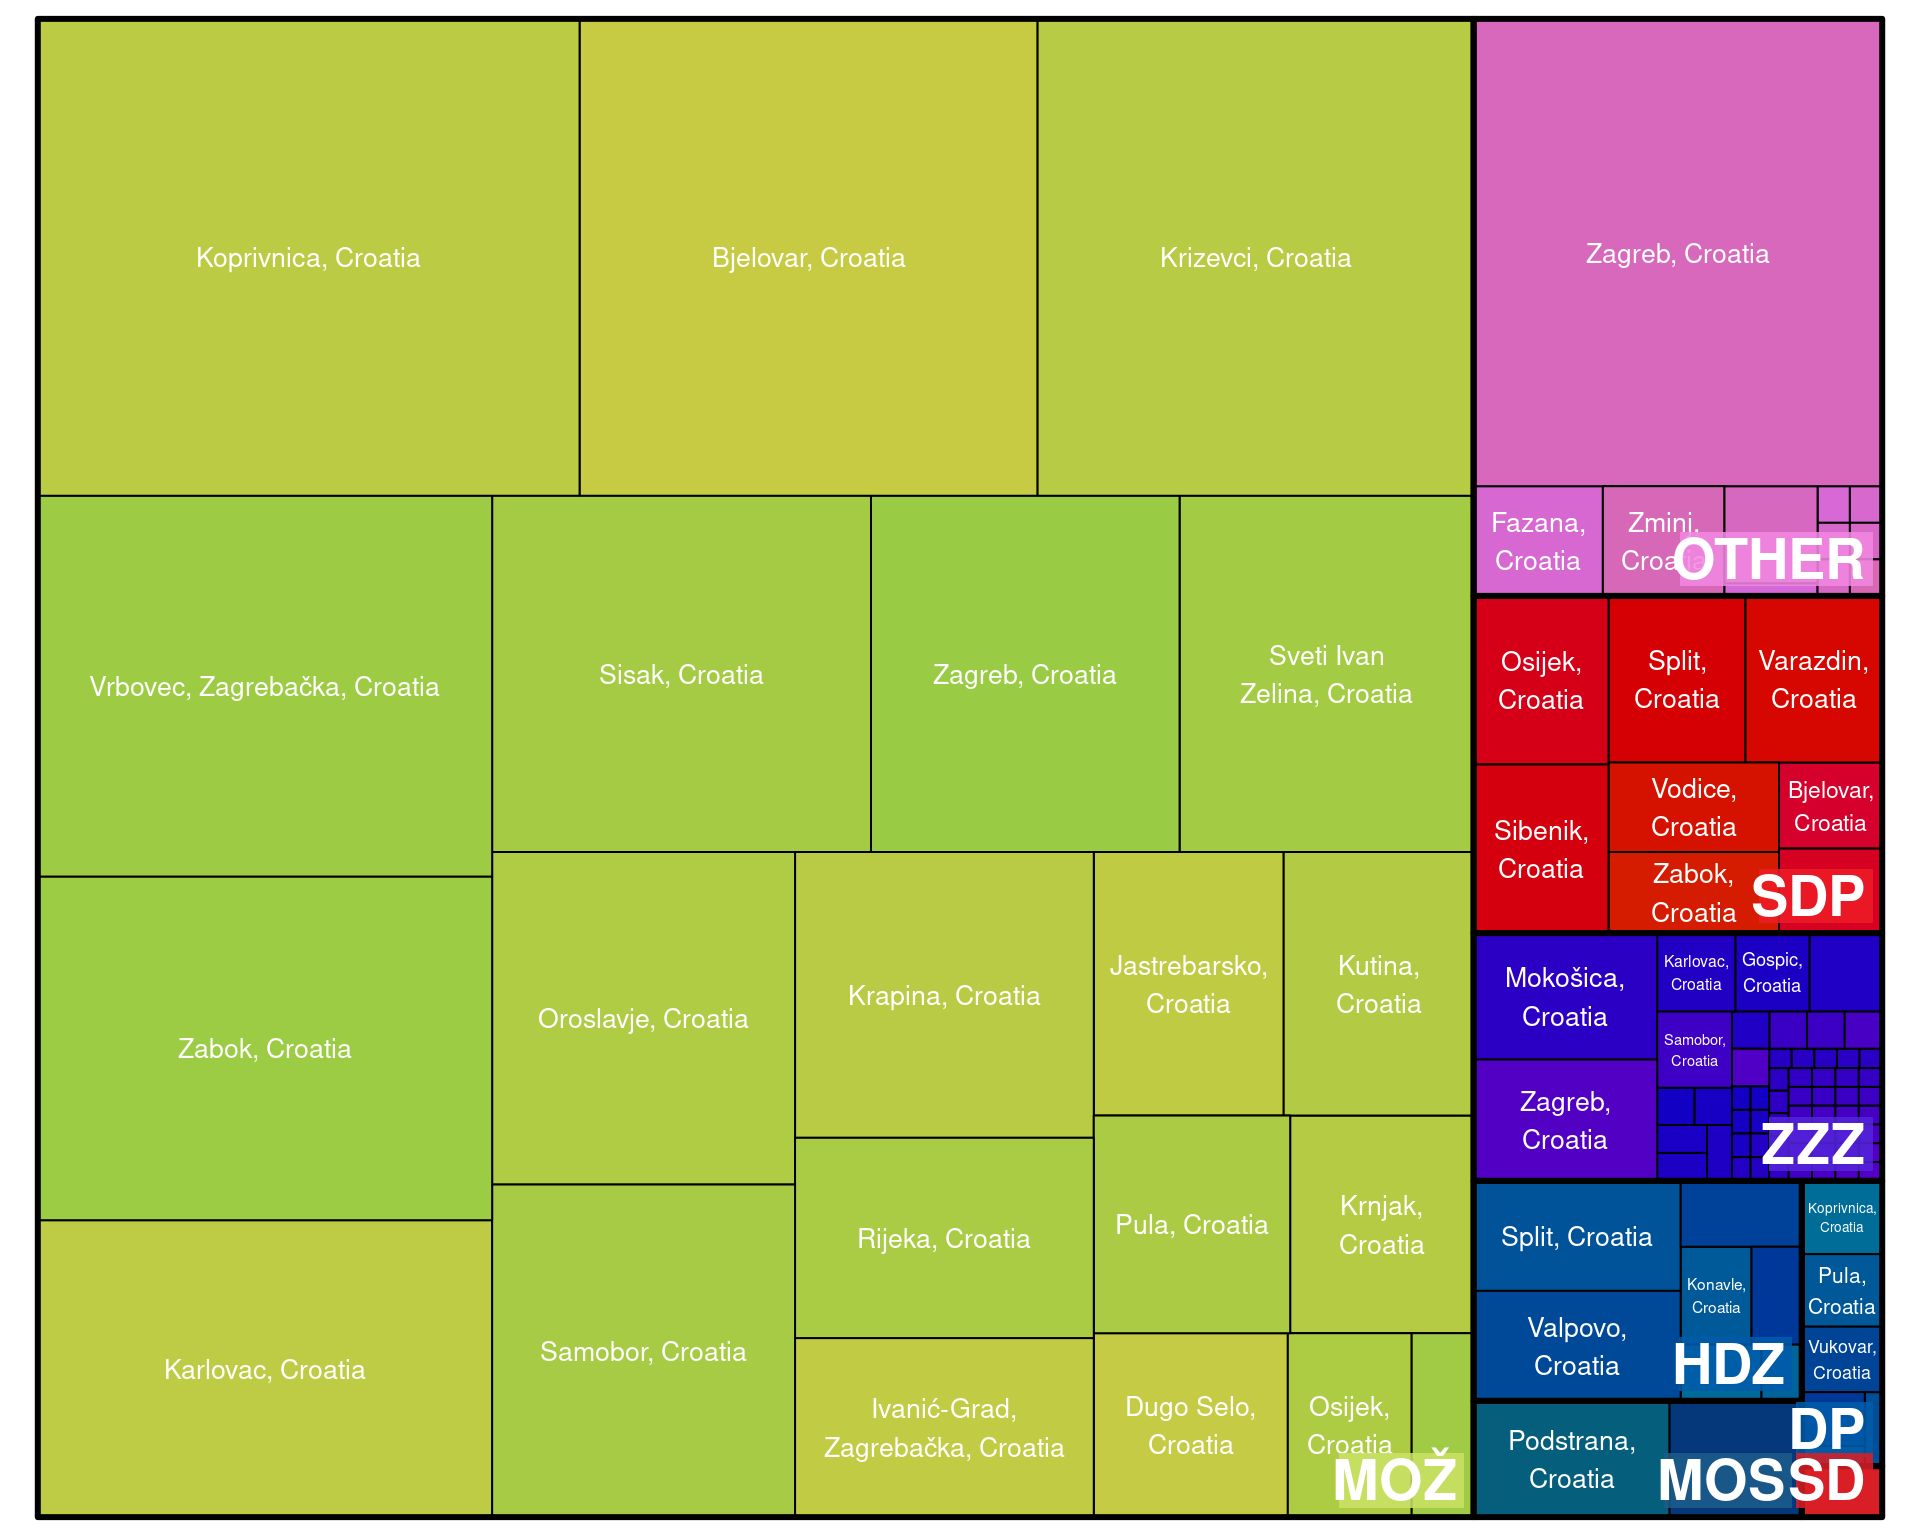 Koprivnica, Croatia
Bjelovar, Croatia
Krizevci, Croatia
Zagreb, Croatia
Vrbovec, Zagrebačka, Croatia
Sisak, Croatia
Zagreb, Croatia
Sveti Ivan
Zelina, Croatia
Zabok, Croatia
Karlovac, Croatia
Oroslavje, Croatia
Samobor, Croatia
Krapina, Croatia
Rijeka, Croatia
Ivanić-Grad,
Zagrebačka, Croatia
Jastrebarsko,
Croatia
Kutina,
Croatia
Pula, Croatia
Krnjak,
Croatia
Dugo Selo,
Croatia
Osijek,
Croatia
MOŽ
Fazana,
Croatia
Zmini,
Croatia
OTHER
Osijek,
Croatia
Split,
Croatia
Varazdin,
Croatia
Sibenik,
Croatia
Vodice,
Croatia
Bjelovar,
Croatia
Zabok,
Croatia
SDP
Mokošica,
Croatia
Karlovac,
Croatia
Gospic,
Croatia
Samobor,
Croatia
Zagreb,
Croatia
ZZZ
Split, Croatia
Konavle,
Croatia
Valpovo,
Croatia
HDZ
Koprivnica,
Croatia
Pula,
Croatia
Vukovar,
Croatia
DP
Podstrana,
Croatia
MOS
SD